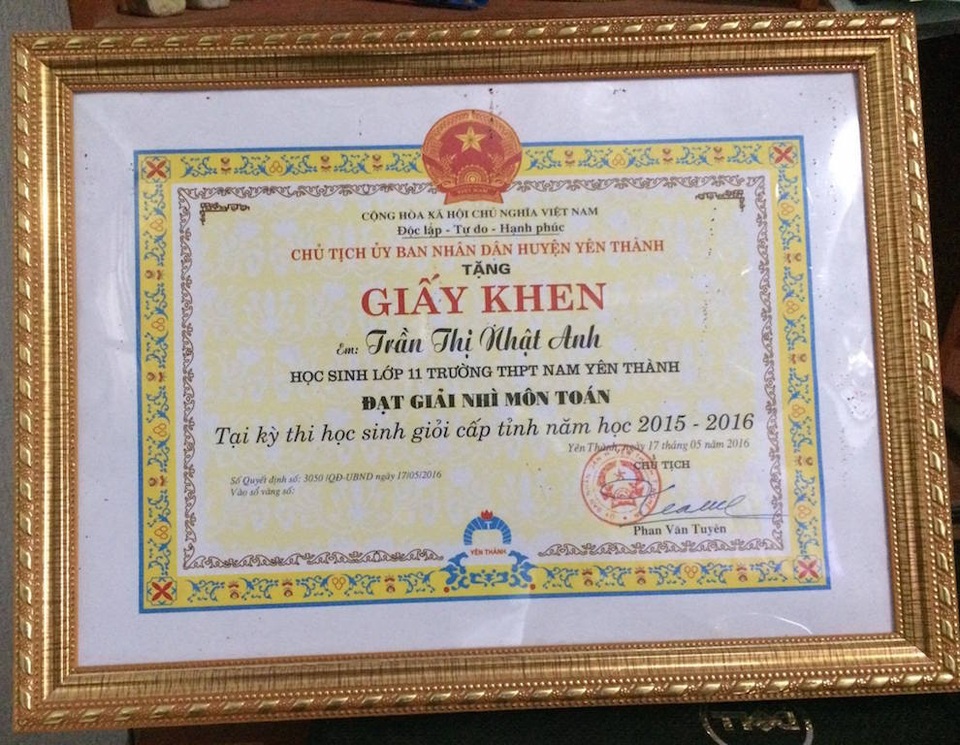 CỘNG HÒA XÃ HỘI CHỦ NGHĨA VIỆT NAM
Độc lập - Tự do - Hạnh phúc
CHỦ TỊCH ỦY BAN NHÂN DÂN HUYỆN YÊN THÀNH
TẶNG
GIẤY KHEN
Em: Trần Thị Nhật Anh
HỌC SINH LỚP 11 TRƯỜNG THPT NAM YÊN THÀNH
ĐẠT GIẢI NHÌ MÔN TOÁN
Tại kỳ thi học sinh giỏi cấp tỉnh năm học 2015 - 2016
Yên Thành, ngày 17 tháng 05 năm 2016
CHỦ TỊCH
Số Quyết định số: 3050 /QĐ-UBND ngày 17/05/2016
Vào sổ vàng số:
Phan Văn Tuyên
YÊN THÀNH
DELL